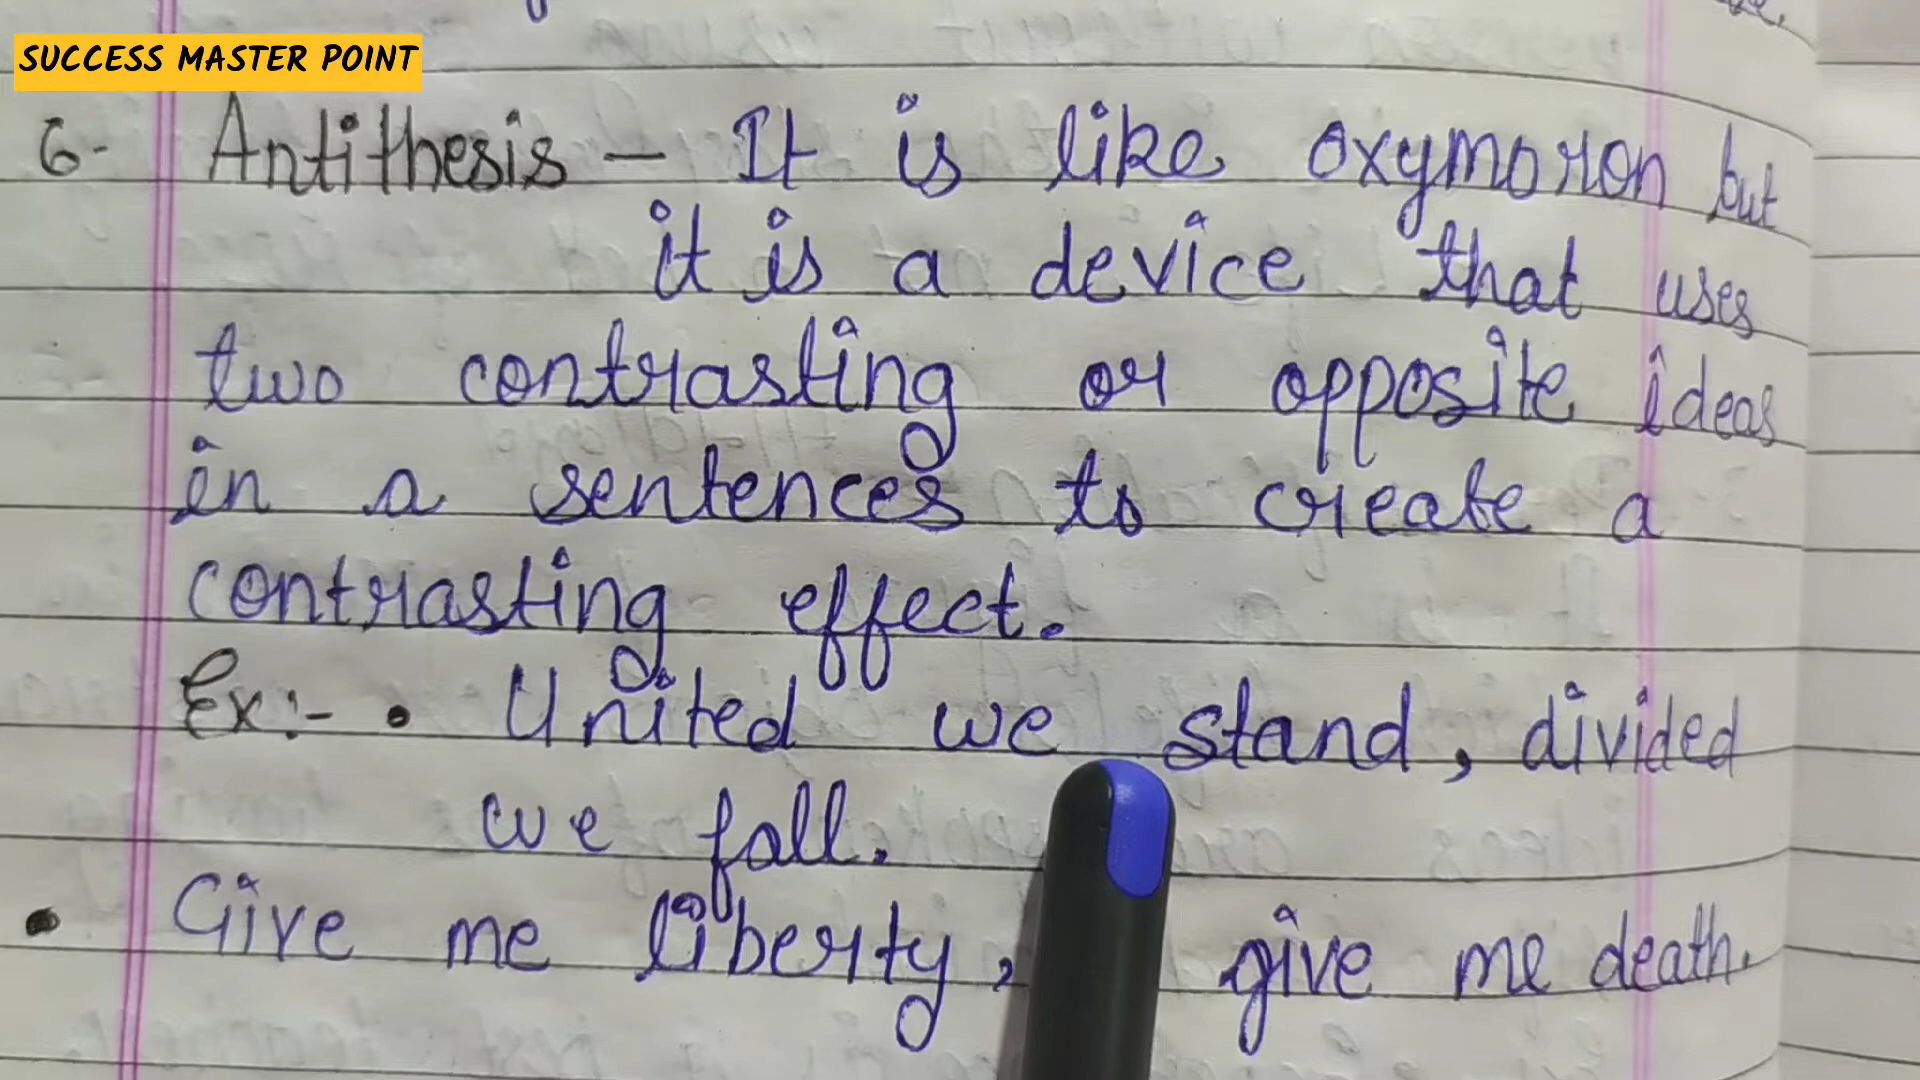 SUCCESS MASTER POINT
6- Antithesis – It is like oxymoron but
it is a device that uses
two contrasting or opposite ideas
in a sentences to create a
contrasting effect.
Ex:- • United we stand, divided
we fall.
• Give me liberty, give me death.